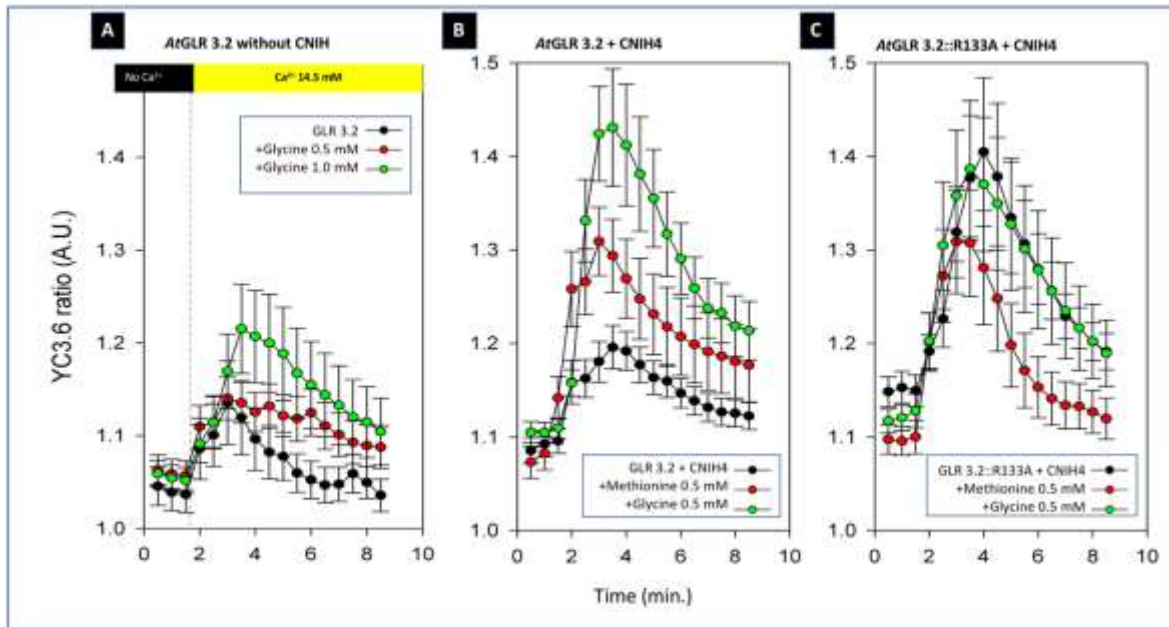 A
AtGLR 3.2 without CNIH
B
AtGLR 3.2 + CNIH4
C
AtGLR 3.2::R133A + CNIH4
No Ca²⁺
Ca²⁺ 14.5 mM
GLR 3.2
+Glycine 0.5 mM
+Glycine 1.0 mM
YC3.6 ratio (A.U.)
1.4
1.3
1.2
1.1
1.0
0 2 4 6 8 10
1.5
1.4
1.3
1.2
1.1
1.0
GLR 3.2 + CNIH4
+Methionine 0.5 mM
+Glycine 0.5 mM
0 2 4 6 8 10
1.5
1.4
1.3
1.2
1.1
1.0
GLR 3.2::R133A + CNIH4
+Methionine 0.5 mM
+Glycine 0.5 mM
0 2 4 6 8 10
Time (min.)